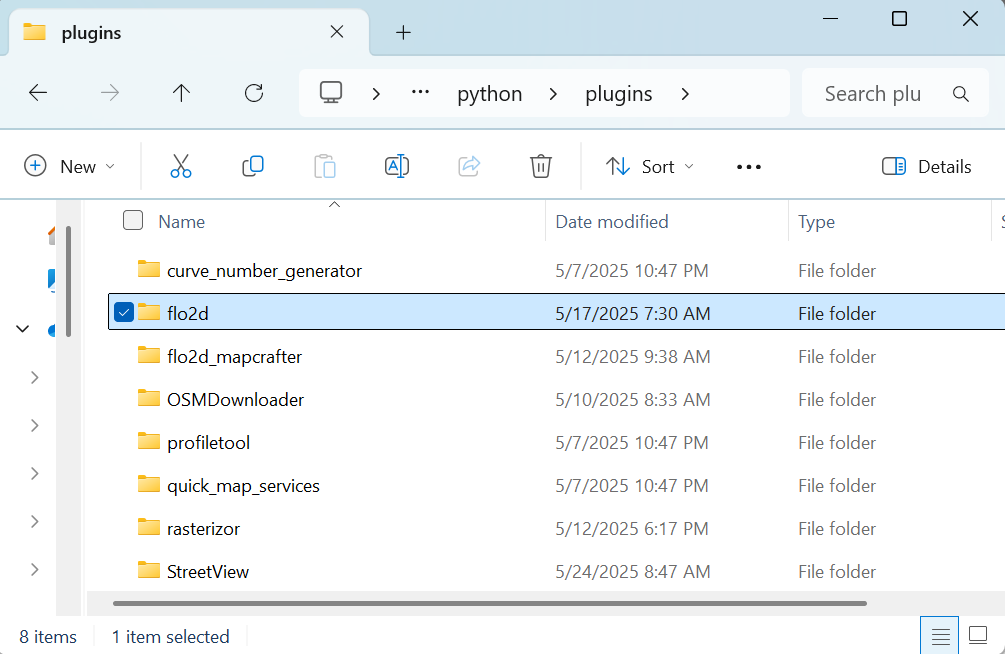 plugins
python plugins Search plu
New Sort Details
Name Date modified Type
curve_number_generator 5/7/2025 10:47 PM File folder
flo2d 5/17/2025 7:30 AM File folder
flo2d_mapcrafter 5/12/2025 9:38 AM File folder
OSMDownloader 5/10/2025 8:33 AM File folder
profiletool 5/7/2025 10:47 PM File folder
quick_map_services 5/7/2025 10:47 PM File folder
rasterizor 5/12/2025 6:17 PM File folder
StreetView 5/24/2025 8:47 AM File folder
8 items 1 item selected